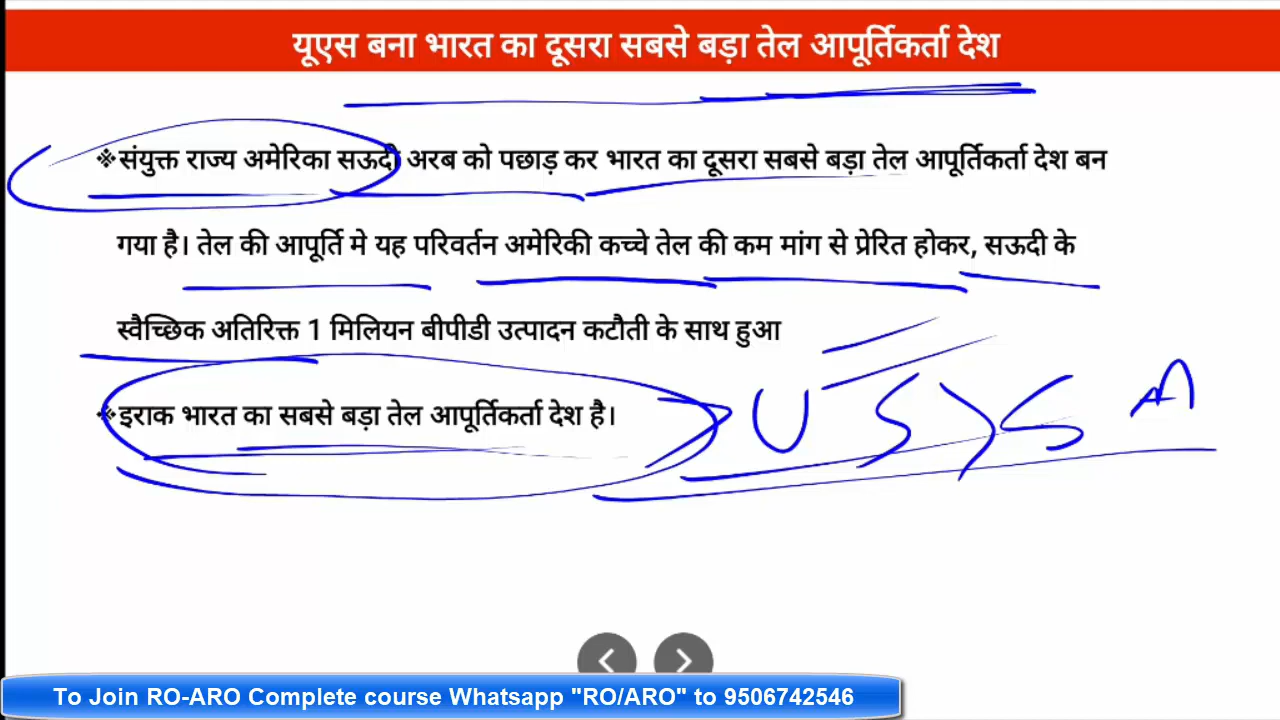 यूएस बना भारत का दूसरा सबसे बड़ा तेल आपूर्तिकर्ता देश
❖संयुक्त राज्य अमेरिका सऊदी अरब को पछाड़ कर भारत का दूसरा सबसे बड़ा तेल आपूर्तिकर्ता देश बन
गया है। तेल की आपूर्ति मे यह परिवर्तन अमेरिकी कच्चे तेल की कम मांग से प्रेरित होकर, सऊदी के
स्वैच्छिक अतिरिक्त 1 मिलियन बीपीडी उत्पादन कटौती के साथ हुआ
❖इराक भारत का सबसे बड़ा तेल आपूर्तिकर्ता देश है।
U S > S A
To Join RO-ARO Complete course Whatsapp "RO/ARO" to 9506742546